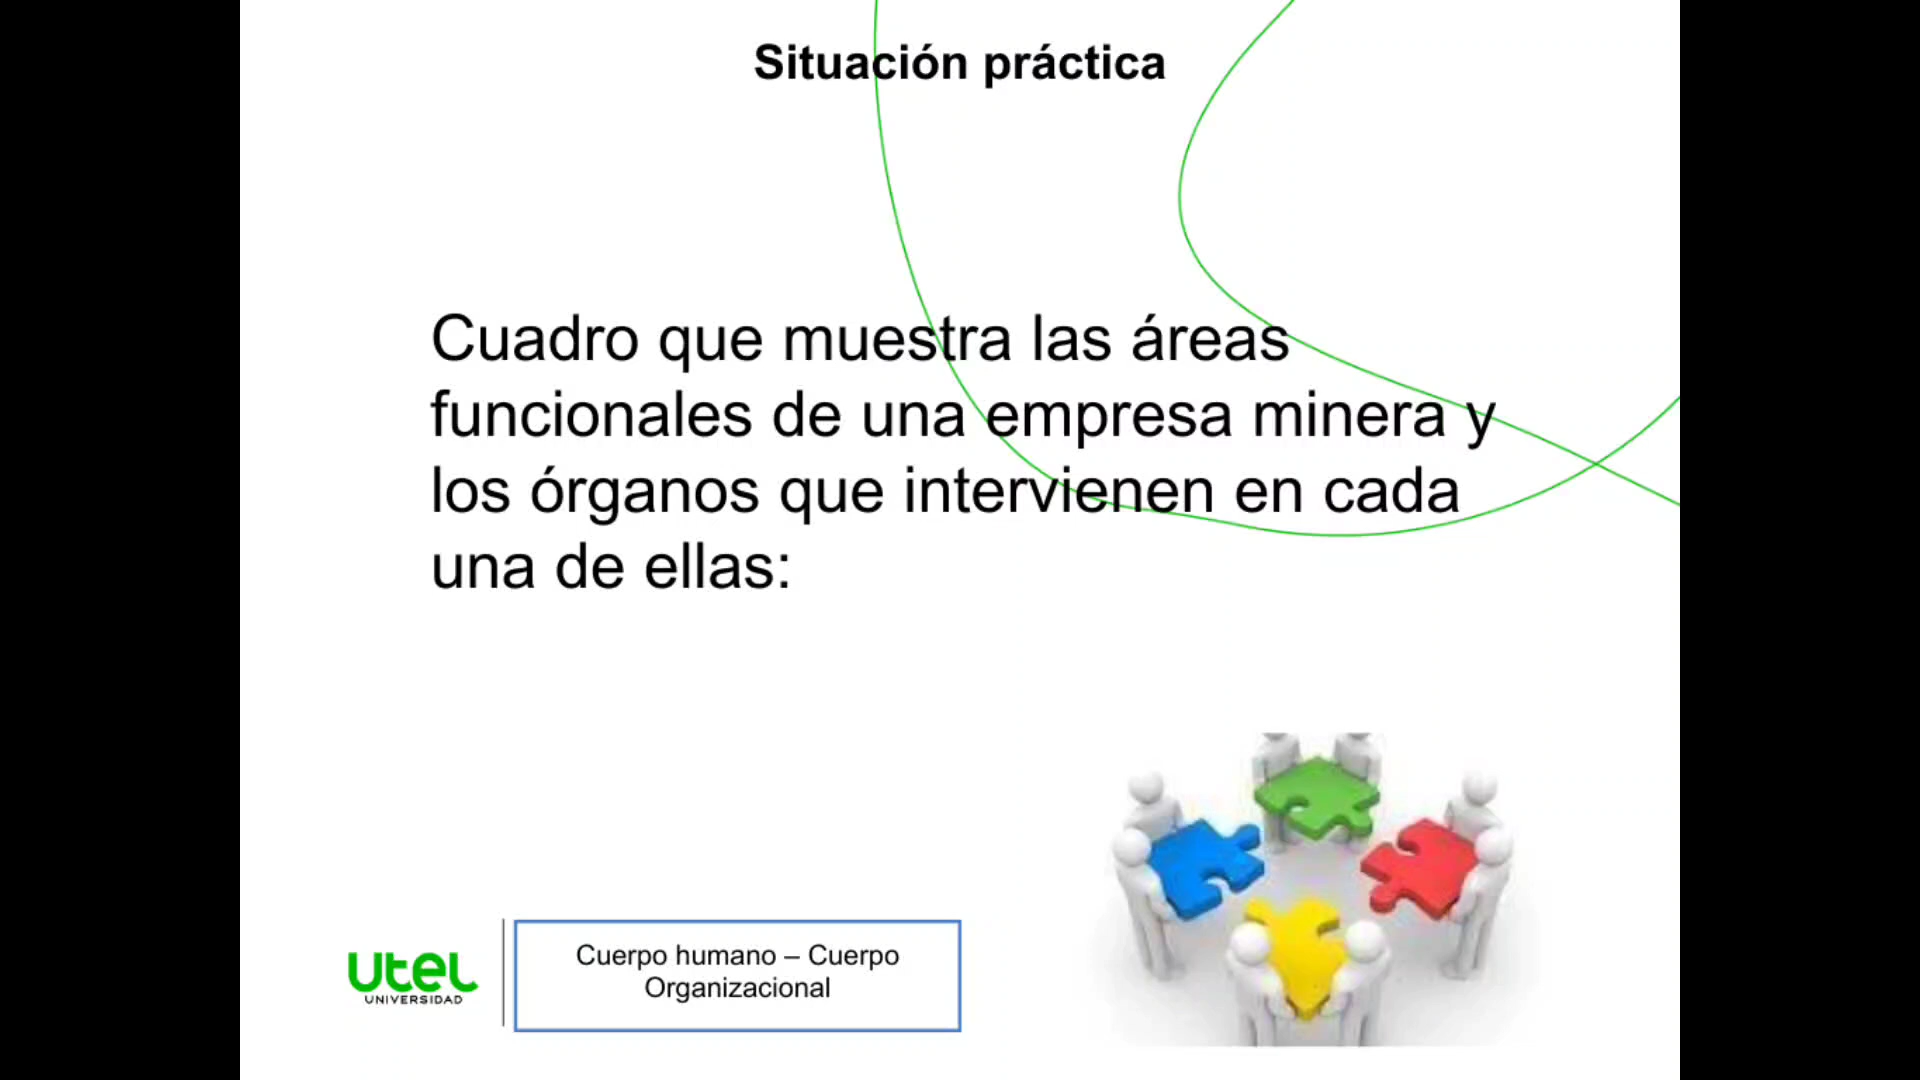 Situación práctica
Cuadro que muestra las áreas
funcionales de una empresa minera y
los órganos que intervienen en cada
una de ellas:
utel
UNIVERSIDAD
Cuerpo humano – Cuerpo
Organizacional